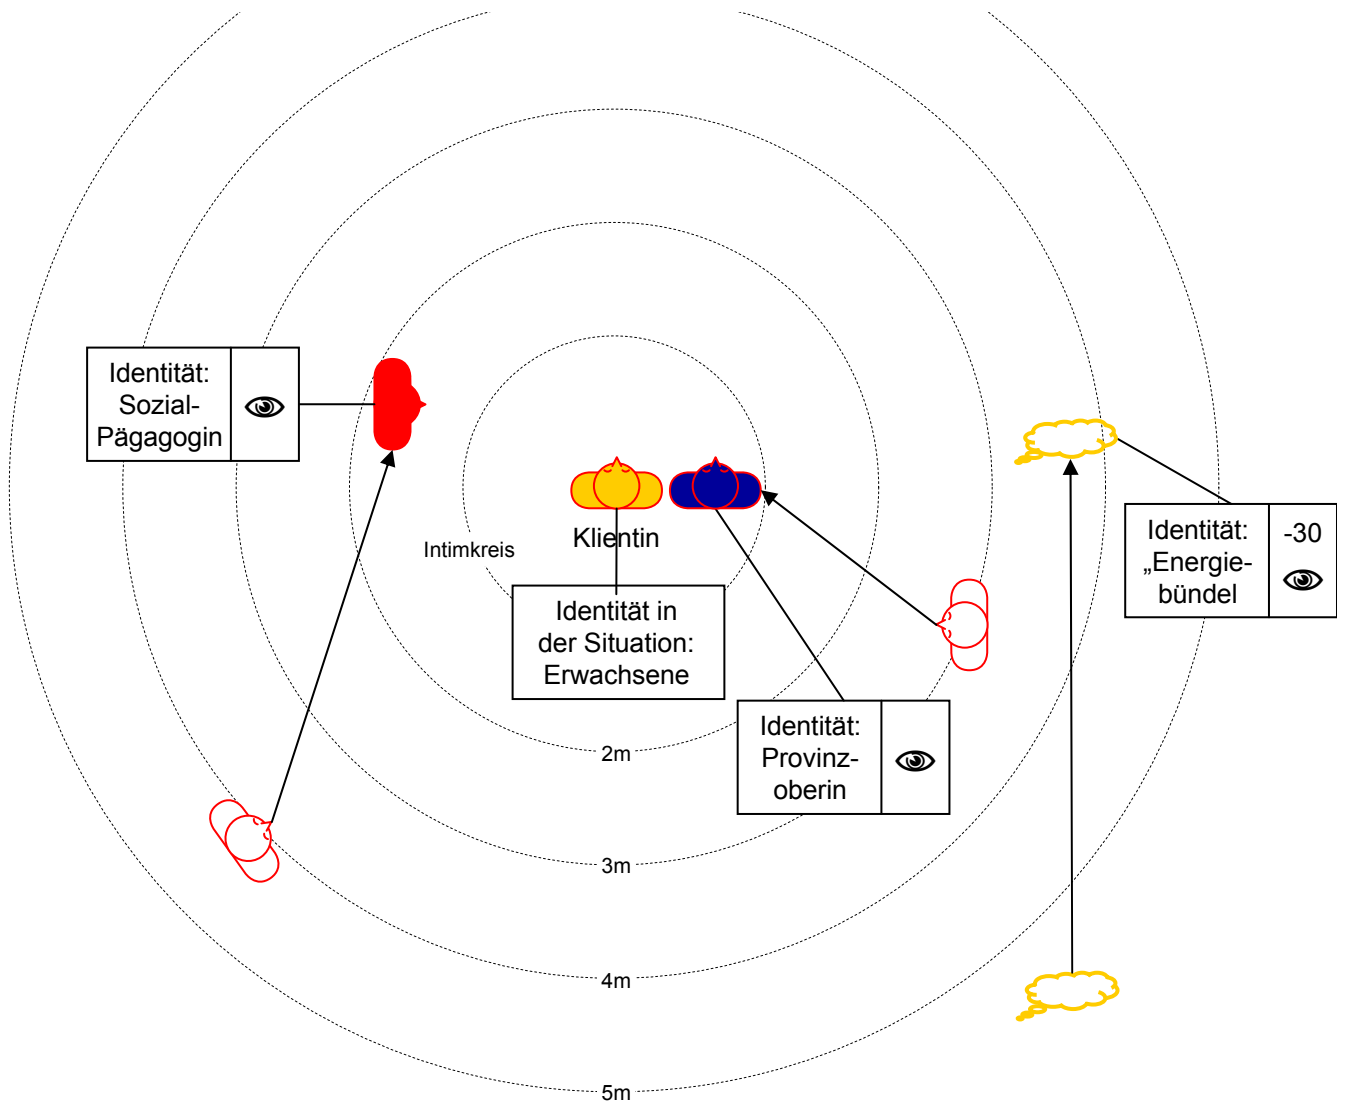 Identität:
Sozial-
Pägagogin
Klientin
Intimkreis
Identität in
der Situation:
Erwachsene
Identität:
„Energie-
bündel
-30
Identität:
Provinz-
oberin
2m
3m
4m
5m